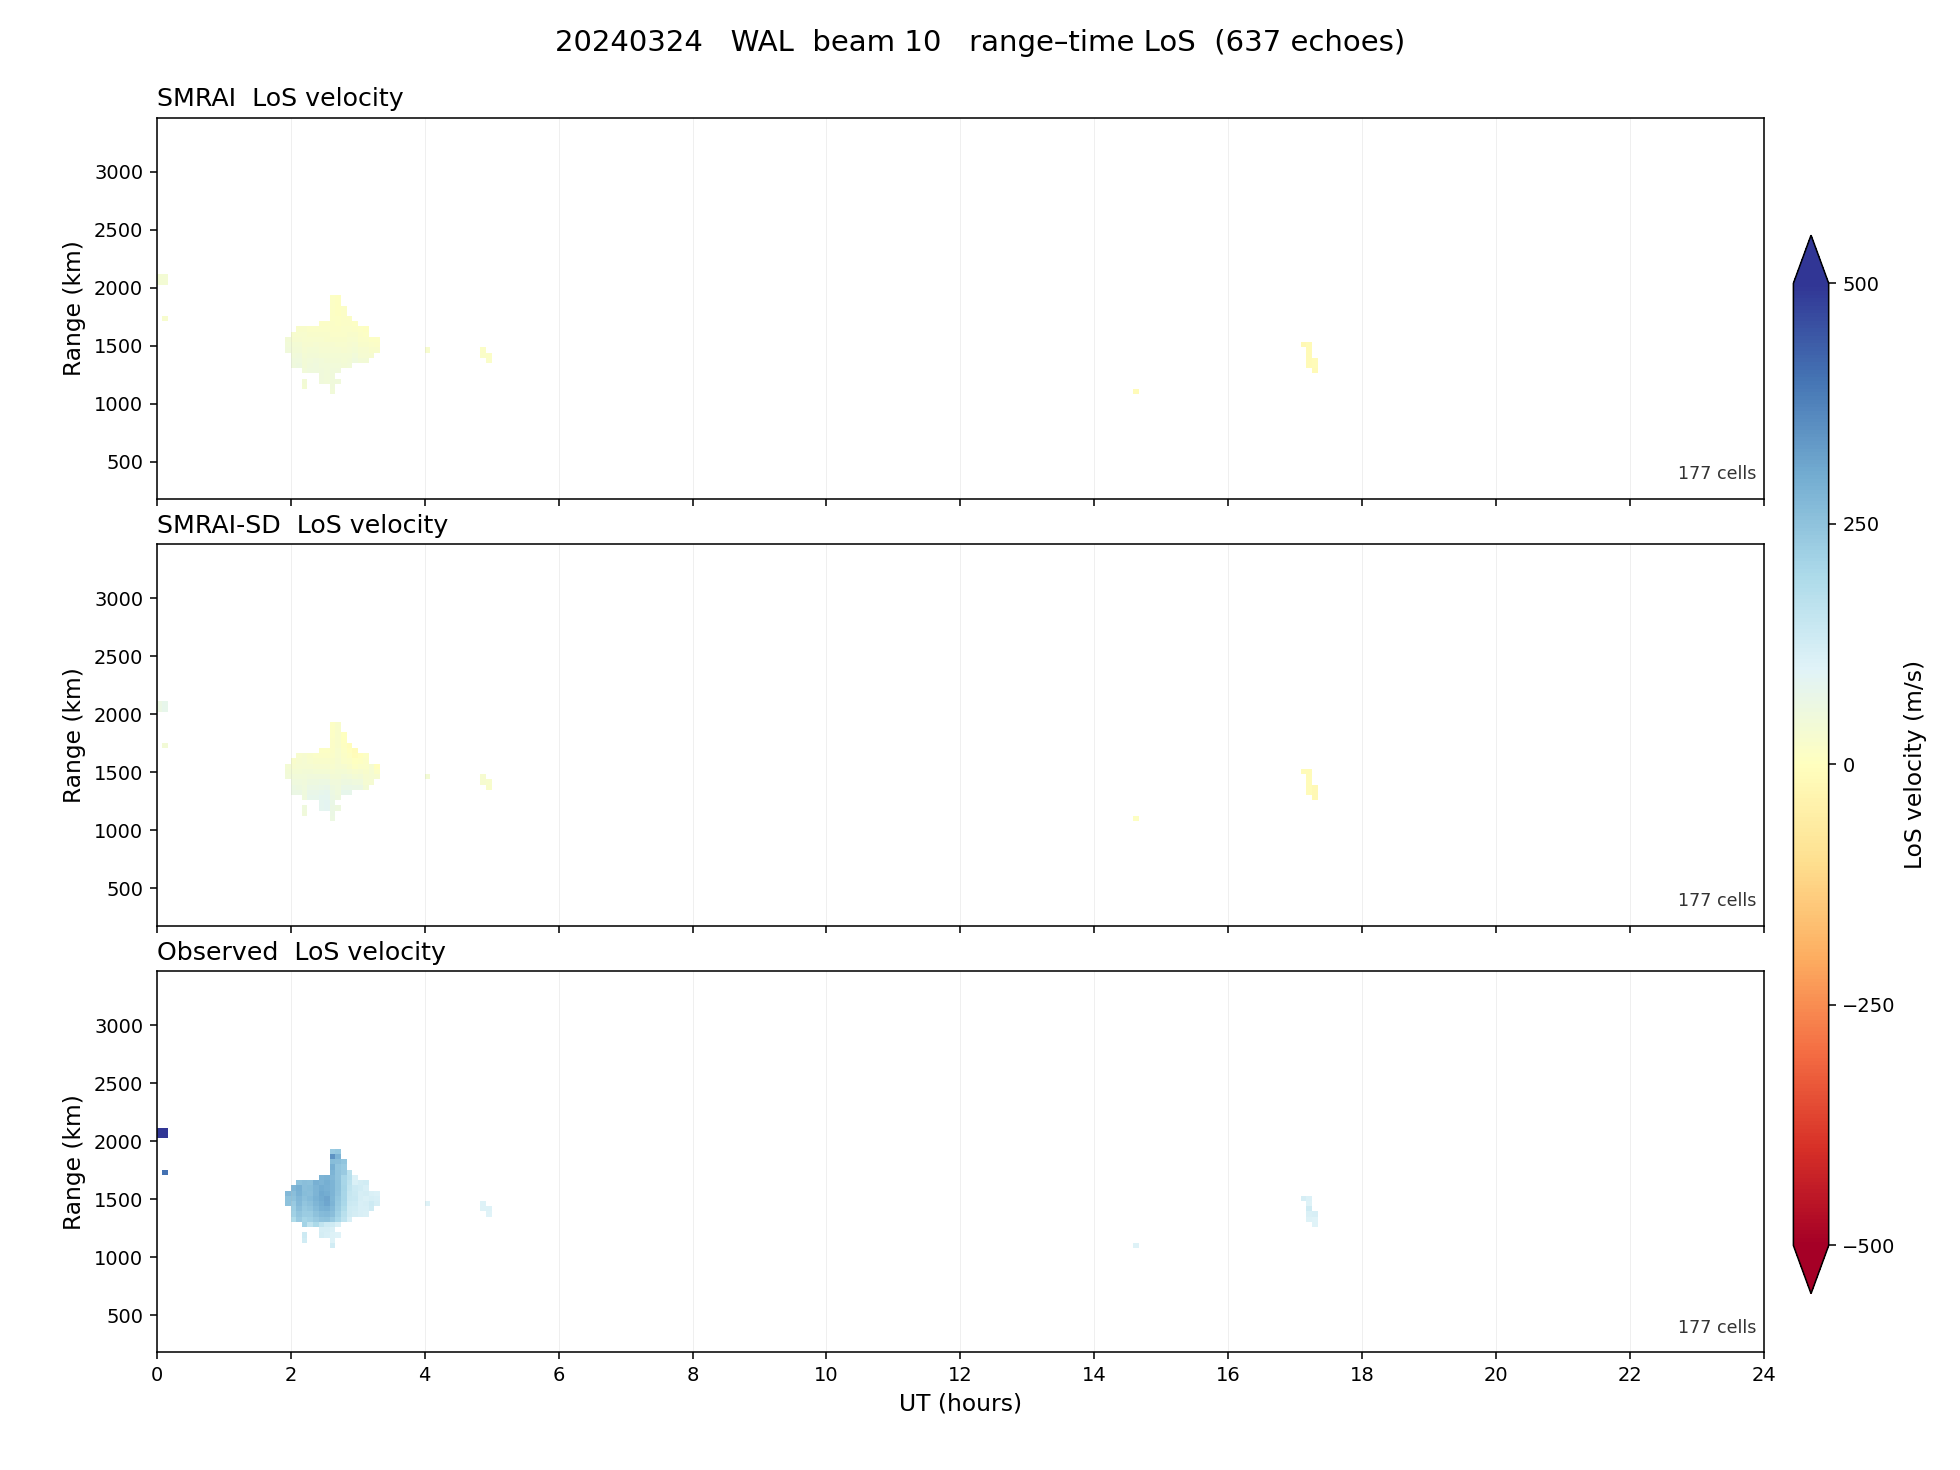 20240324   WAL  beam 10   range–time LoS  (637 echoes)
SMRAI  LoS velocity
3000
2500
2000
1500
1000
500
Range (km)
177 cells
SMRAI-SD  LoS velocity
3000
2500
2000
1500
1000
500
Range (km)
177 cells
Observed  LoS velocity
3000
2500
2000
1500
1000
500
Range (km)
177 cells
0 2 4 6 8 10 12 14 16 18 20 22 24
UT (hours)
500
250
0
−250
−500
LoS velocity (m/s)